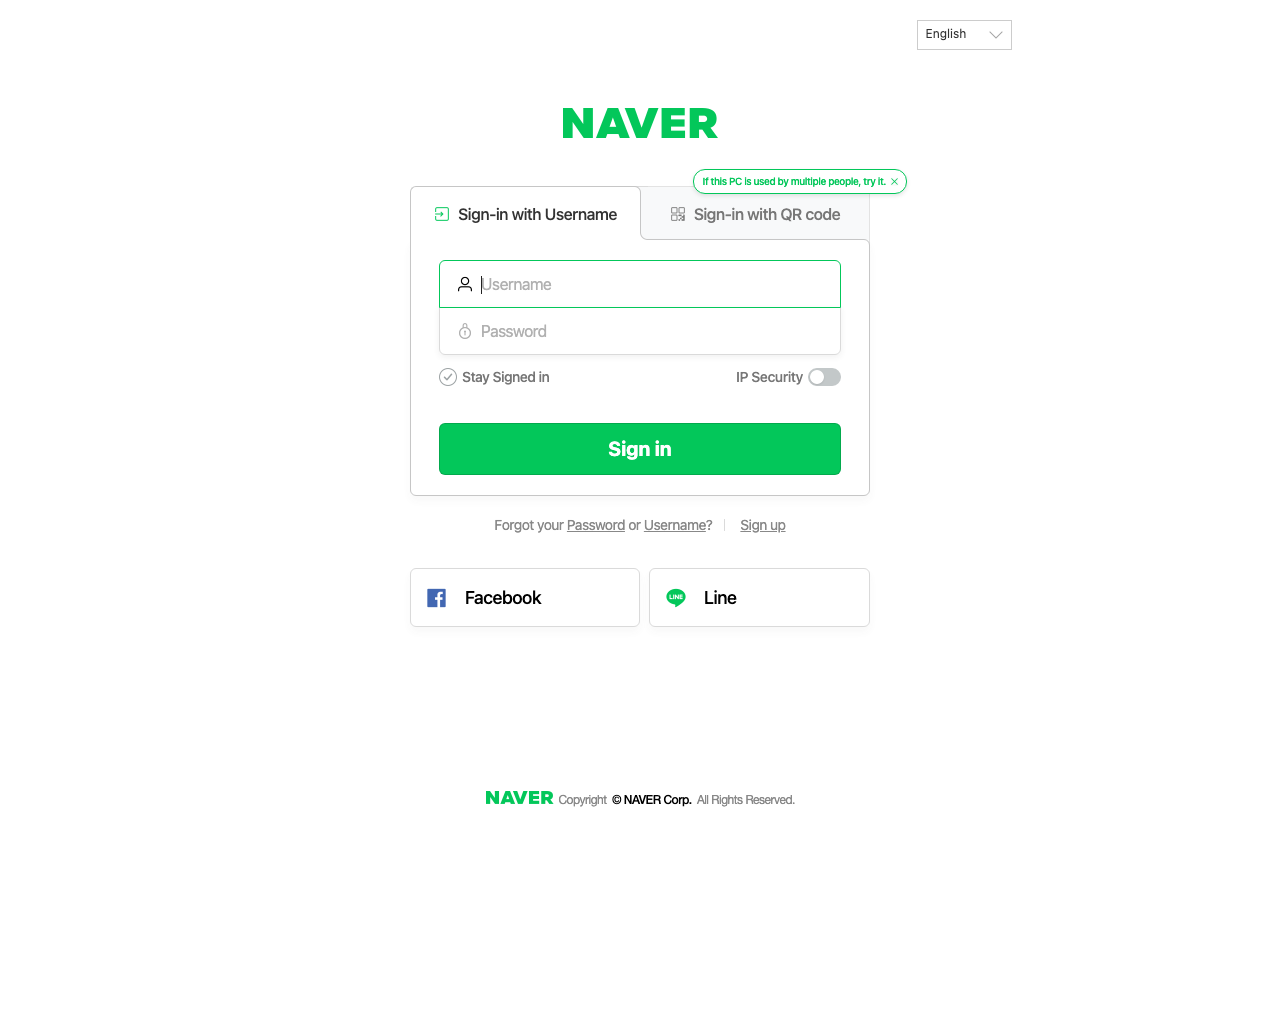 English
NAVER
If this PC is used by multiple people, try it.
Sign-in with Username
Sign-in with QR code
Username
Password
Stay Signed in
IP Security
Sign in
Forgot your Password or Username?
Sign up
Facebook
LINE
Line
NAVER Copyright © NAVER Corp. All Rights Reserved.